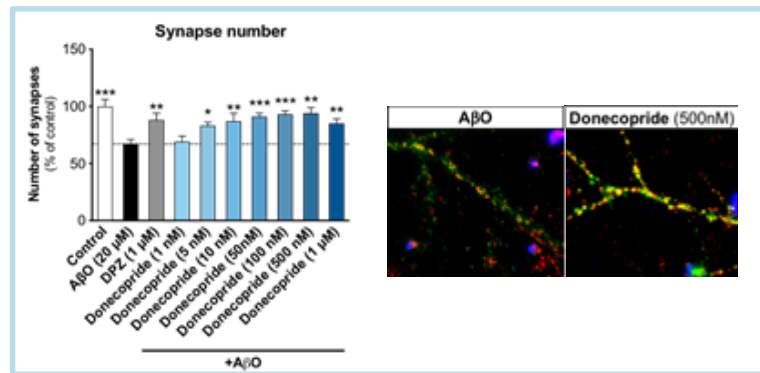 Synapse number
Number of synapses
(% of control)
150
100
50
0
***
**
*
**
***
***
**
**
Control
AβO (20 µM)
DPZ (1 µM)
Donecopride (1 nM)
Donecopride (5 nM)
Donecopride (10 nM)
Donecopride (50nM)
Donecopride (100 nM)
Donecopride (500 nM)
Donecopride (1 µM)
+AβO
AβO
Donecopride (500nM)